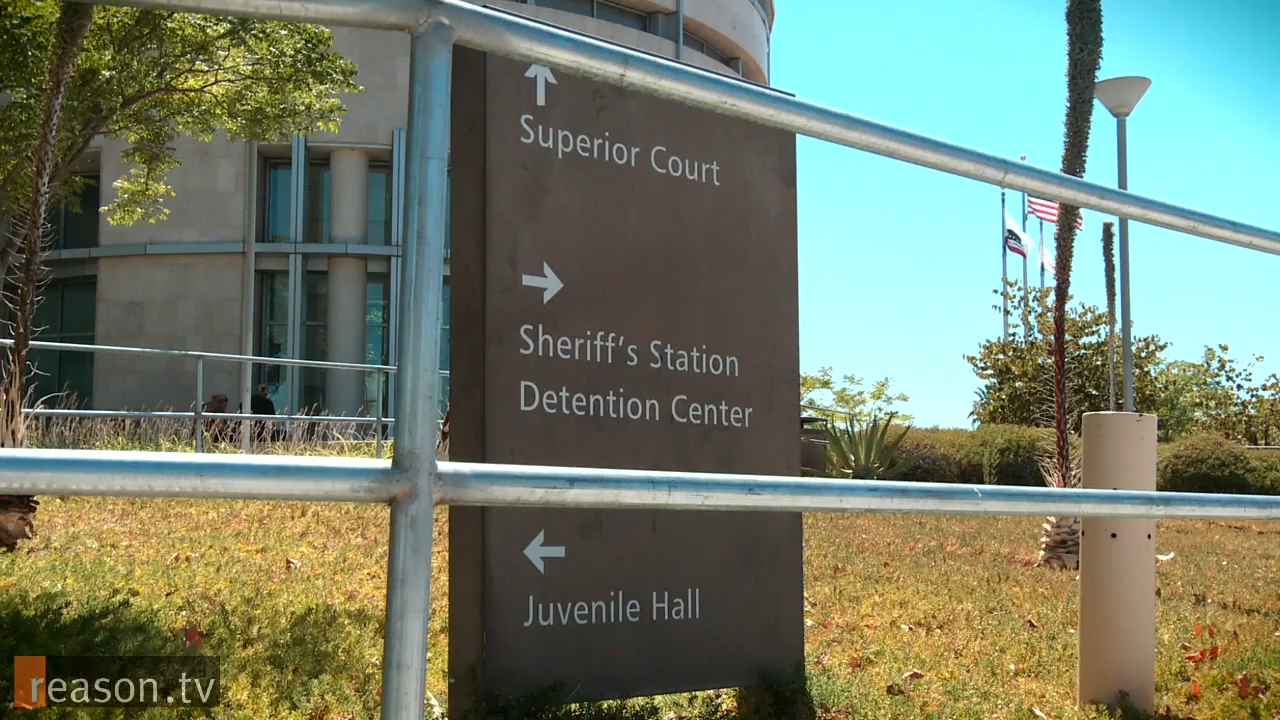 Superior Court
Sheriff's Station
Detention Center
Juvenile Hall
reason.tv